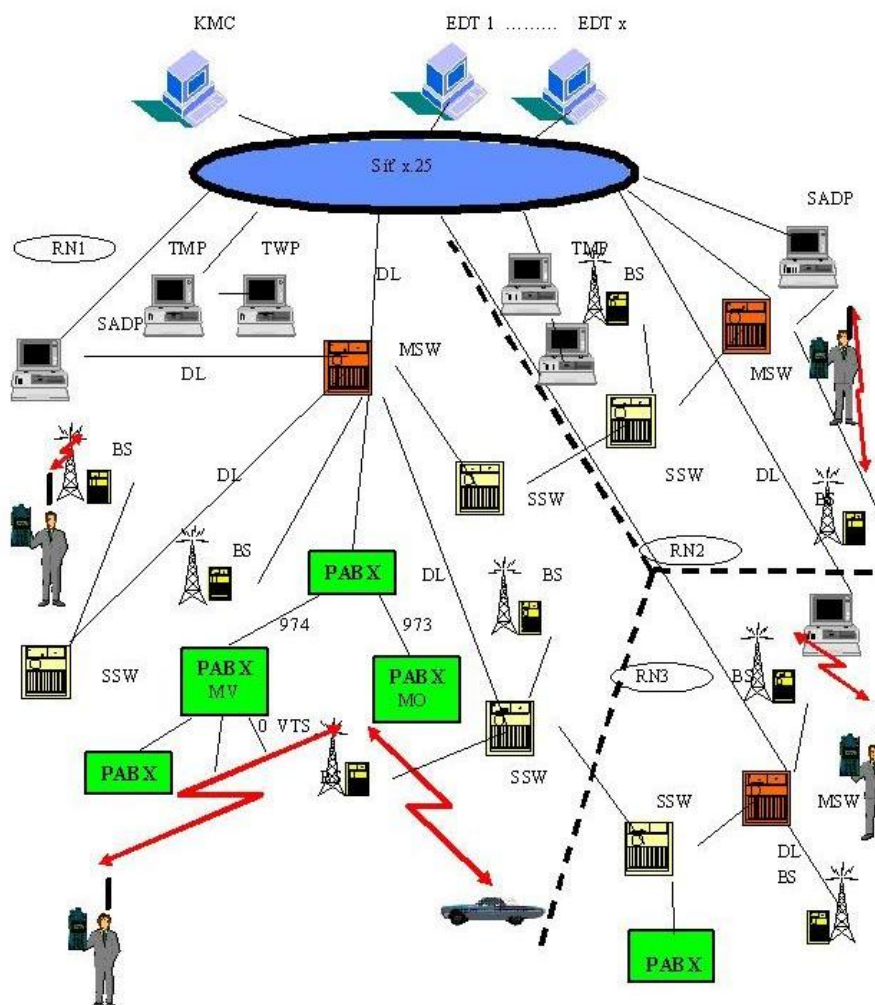 KMC EDT 1 ......... EDT x
Síť x.25
SADP
RN1 TMP TWP DL TMP BS
SADP
MSW MSW
DL
BS DL SSW SSW DL BS
BS RN2
PABX DL BS
974 973
SSW PABX MV PABX MO RN3 BS
0 VTS
PABX BS SSW SSW MSW
DL
BS
PABX